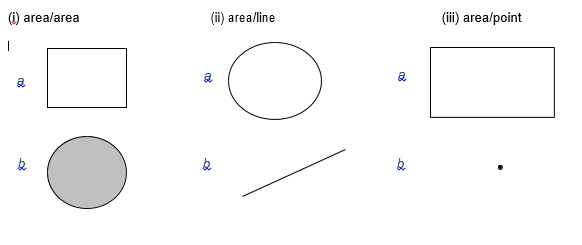 (i) area/area (ii) area/line (iii) area/point
a a a
b b b